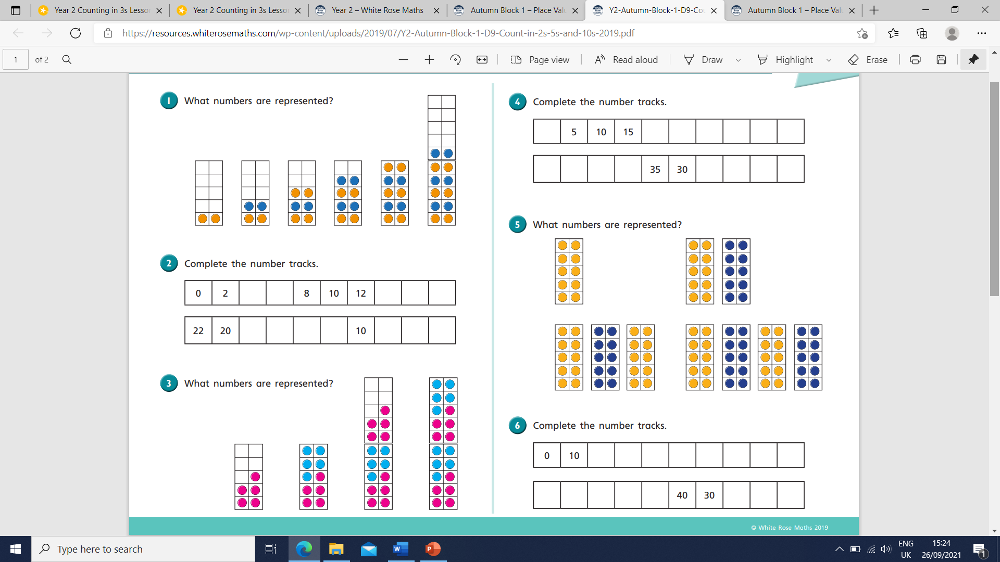 Year 2 Counting in 3s Lesso
Year 2 Counting in 3s Lesso
Year 2 – White Rose Maths
Autumn Block 1 – Place Val
Y2-Autumn-Block-1-D9-Co
Autumn Block 1 – Place Val
https://resources.whiterosemaths.com/wp-content/uploads/2019/07/Y2-Autumn-Block-1-D9-Count-in-2s-5s-and-10s-2019.pdf
1 of 2
Page view
Read aloud
Draw
Highlight
Erase
1 What numbers are represented?
2 Complete the number tracks.
0 2 8 10 12
22 20 10
3 What numbers are represented?
4 Complete the number tracks.
5 10 15
35 30
5 What numbers are represented?
6 Complete the number tracks.
0 10
40 30
© White Rose Maths 2019
Type here to search
ENG
UK
15:24
26/09/2021
1